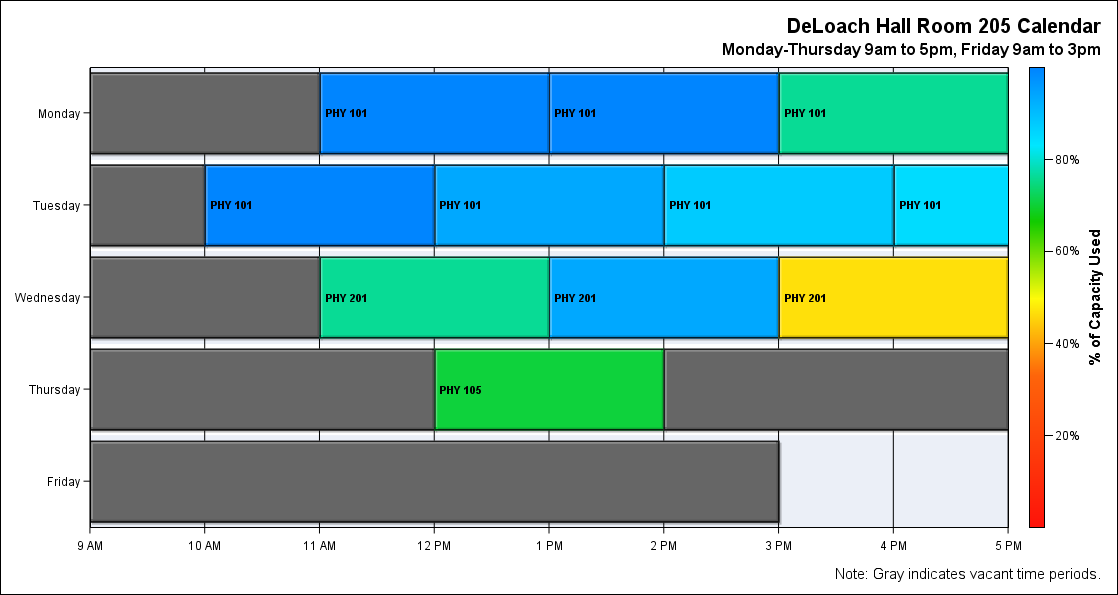 DeLoach Hall Room 205 Calendar
Monday-Thursday 9am to 5pm, Friday 9am to 3pm
Monday
PHY 101
PHY 101
PHY 101
Tuesday
PHY 101
PHY 101
PHY 101
PHY 101
Wednesday
PHY 201
PHY 201
PHY 201
Thursday
PHY 105
Friday
9 AM
10 AM
11 AM
12 PM
1 PM
2 PM
3 PM
4 PM
5 PM
80%
60%
40%
20%
% of Capacity Used
Note: Gray indicates vacant time periods.